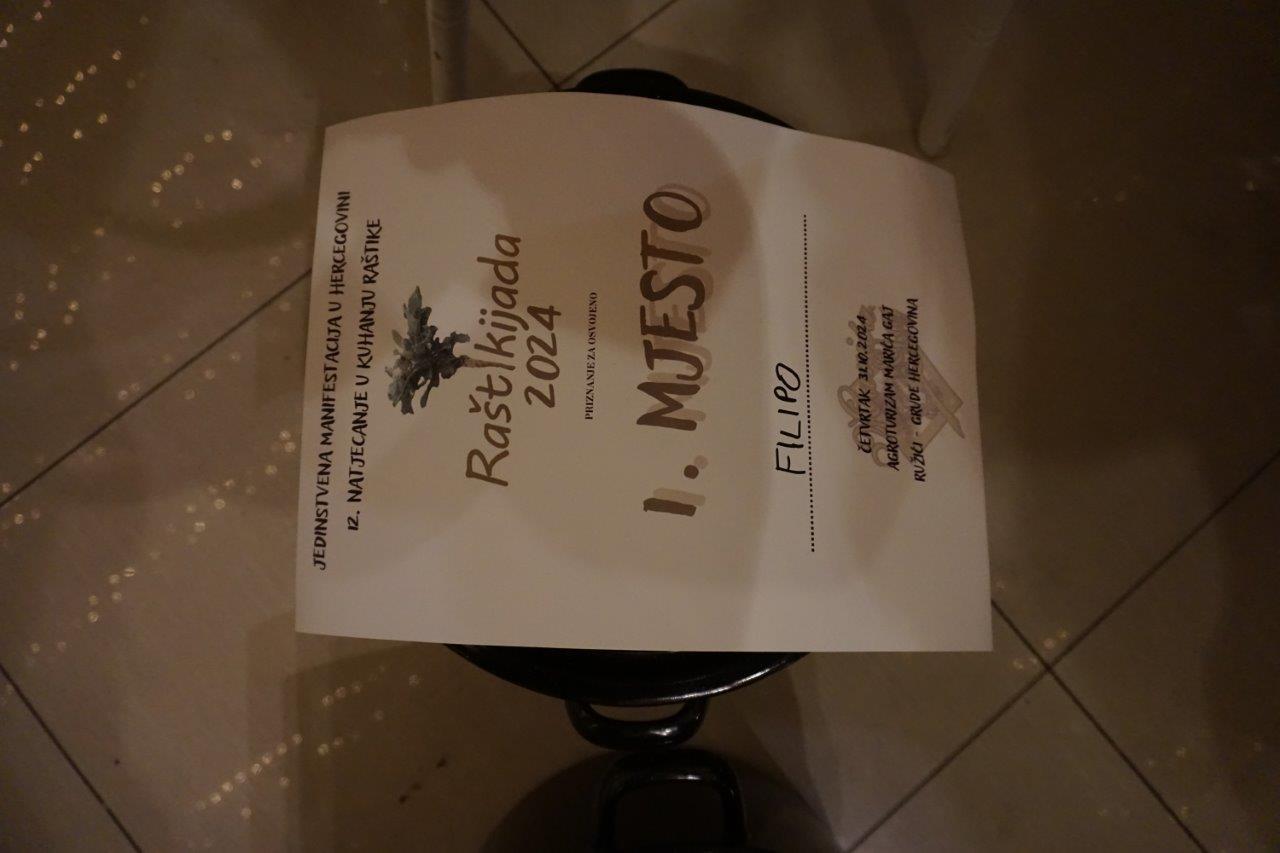 JEDINSTVENA MANIFESTACIJA U HERCEGOVINI
12. NATJECANJE U KUHANJU RAŠTIKE
Raštikijada
2024
PRIZNANJE ZA OSVOJENO
1. MJESTO
FILIPO
ČETVRTAK 31.10.2024
AGROTURIZAM MARIĆA GAJ
RUŽIĆI - GRUDE HERCEGOVINA